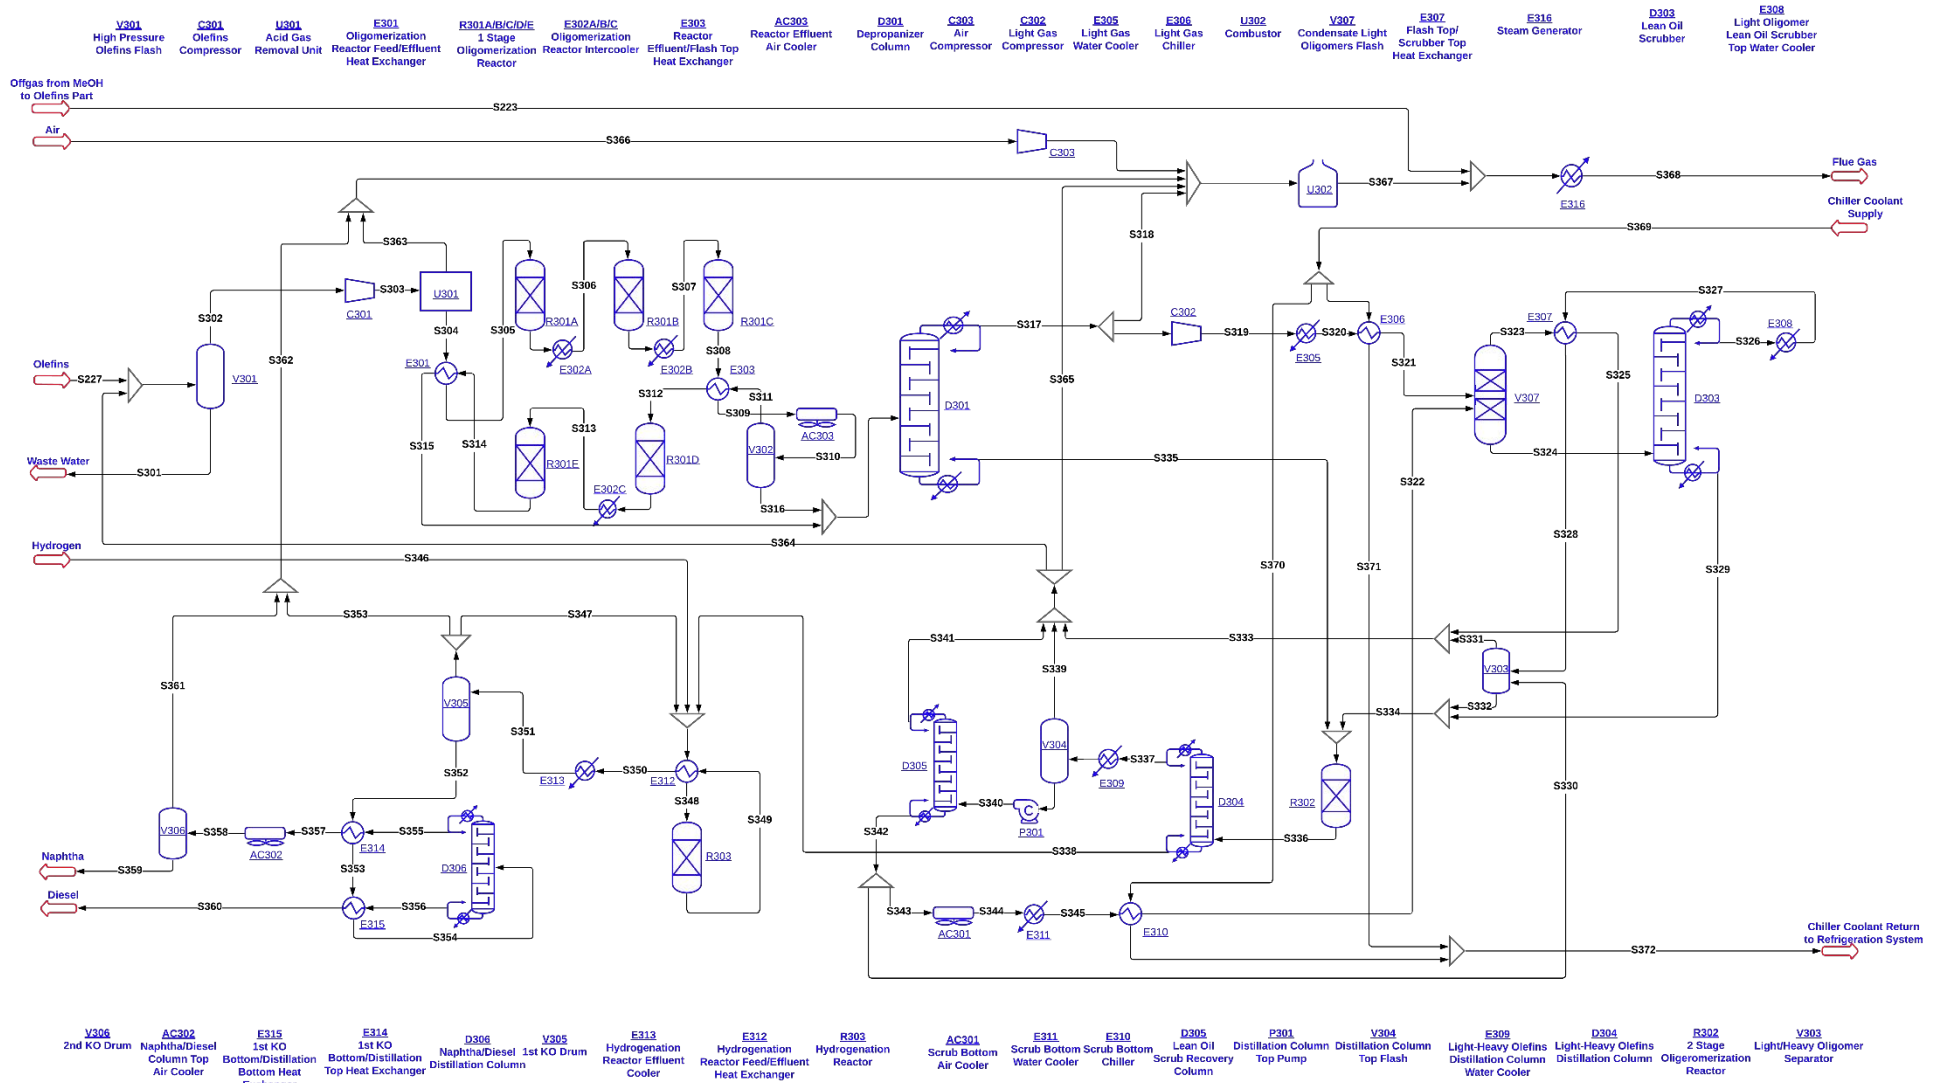 V301
High Pressure
Olefins Flash
C301
Olefins
Compressor
U301
Acid Gas
Removal Unit
E301
Oligomerization
Reactor Feed/Effluent
Heat Exchanger
R301A/B/C/D/E
1 Stage
Oligomerization
Reactor
E302A/B/C
Oligomerization
Reactor Intercooler
E303
Reactor
Effluent/Flash Top
Heat Exchanger
AC303
Reactor Effluent
Air Cooler
D301
Depropanizer
Column
C303
Air
Compressor
C302
Light Gas
Compressor
E305
Light Gas
Water Cooler
E306
Light Gas
Chiller
U302
Combustor
V307
Condensate Light
Oligomers Flash
E307
Flash Top/
Scrubber Top
Heat Exchanger
E316
Steam Generator
D303
Lean Oil
Scrubber
E308
Light Oligomer
Lean Oil Scrubber
Top Water Cooler
Offgas from MeOH
to Olefins Part
S223
Air
S366
C303
Flue Gas
S367
S368
U302
E316
Chiller Coolant
Supply
S369
S318
S363
S303
U301
C301
S302
S304
S305
S306
S307
R301A
R301B
R301C
E302A
E302B
S308
S362
E301
E303
S312
S311
S309
AC303
S310
V302
S313
R301D
R301E
E302C
S314
S315
S316
Olefins
S227
V301
Waste Water
S301
S317
D301
S365
C302
S319
E305
S320
E306
S321
S323
E307
S327
S326
E308
S325
V307
D303
S324
S322
S335
S328
S329
S370
S371
Hydrogen
S346
S364
S353
S347
S341
S339
S333
S331
V303
S332
S334
S361
V305
S351
S352
E313
S350
E312
S348
S349
R303
D305
V304
S337
E309
D304
R302
S336
S340
P301
S342
S338
S330
V306
S358
AC302
S357
E314
S355
S353
D306
Naphtha
S359
Diesel
S360
E315
S356
S354
S343
AC301
S344
E311
S345
E310
Chiller Coolant Return
to Refrigeration System
S372
V306
2nd KO Drum
AC302
Naphtha/Diesel
Column Top
Air Cooler
E315
1st KO
Bottom/Distillation
Bottom Heat
E314
1st KO
Bottom/Distillation
Top Heat Exchanger
D306
Naphtha/Diesel
Distillation Column
V305
1st KO Drum
E313
Hydrogenation
Reactor Effluent
Cooler
E312
Hydrogenation
Reactor Feed/Effluent
Heat Exchanger
R303
Hydrogenation
Reactor
AC301
Scrub Bottom
Air Cooler
E311
Scrub Bottom
Water Cooler
E310
Scrub Bottom
Chiller
D305
Lean Oil
Scrub Recovery
Column
P301
Distillation Column
Top Pump
V304
Distillation Column
Top Flash
E309
Light-Heavy Olefins
Distillation Column
Water Cooler
D304
Light-Heavy Olefins
Distillation Column
R302
2 Stage
Oligeromerization
Reactor
V303
Light/Heavy Oligomer
Separator